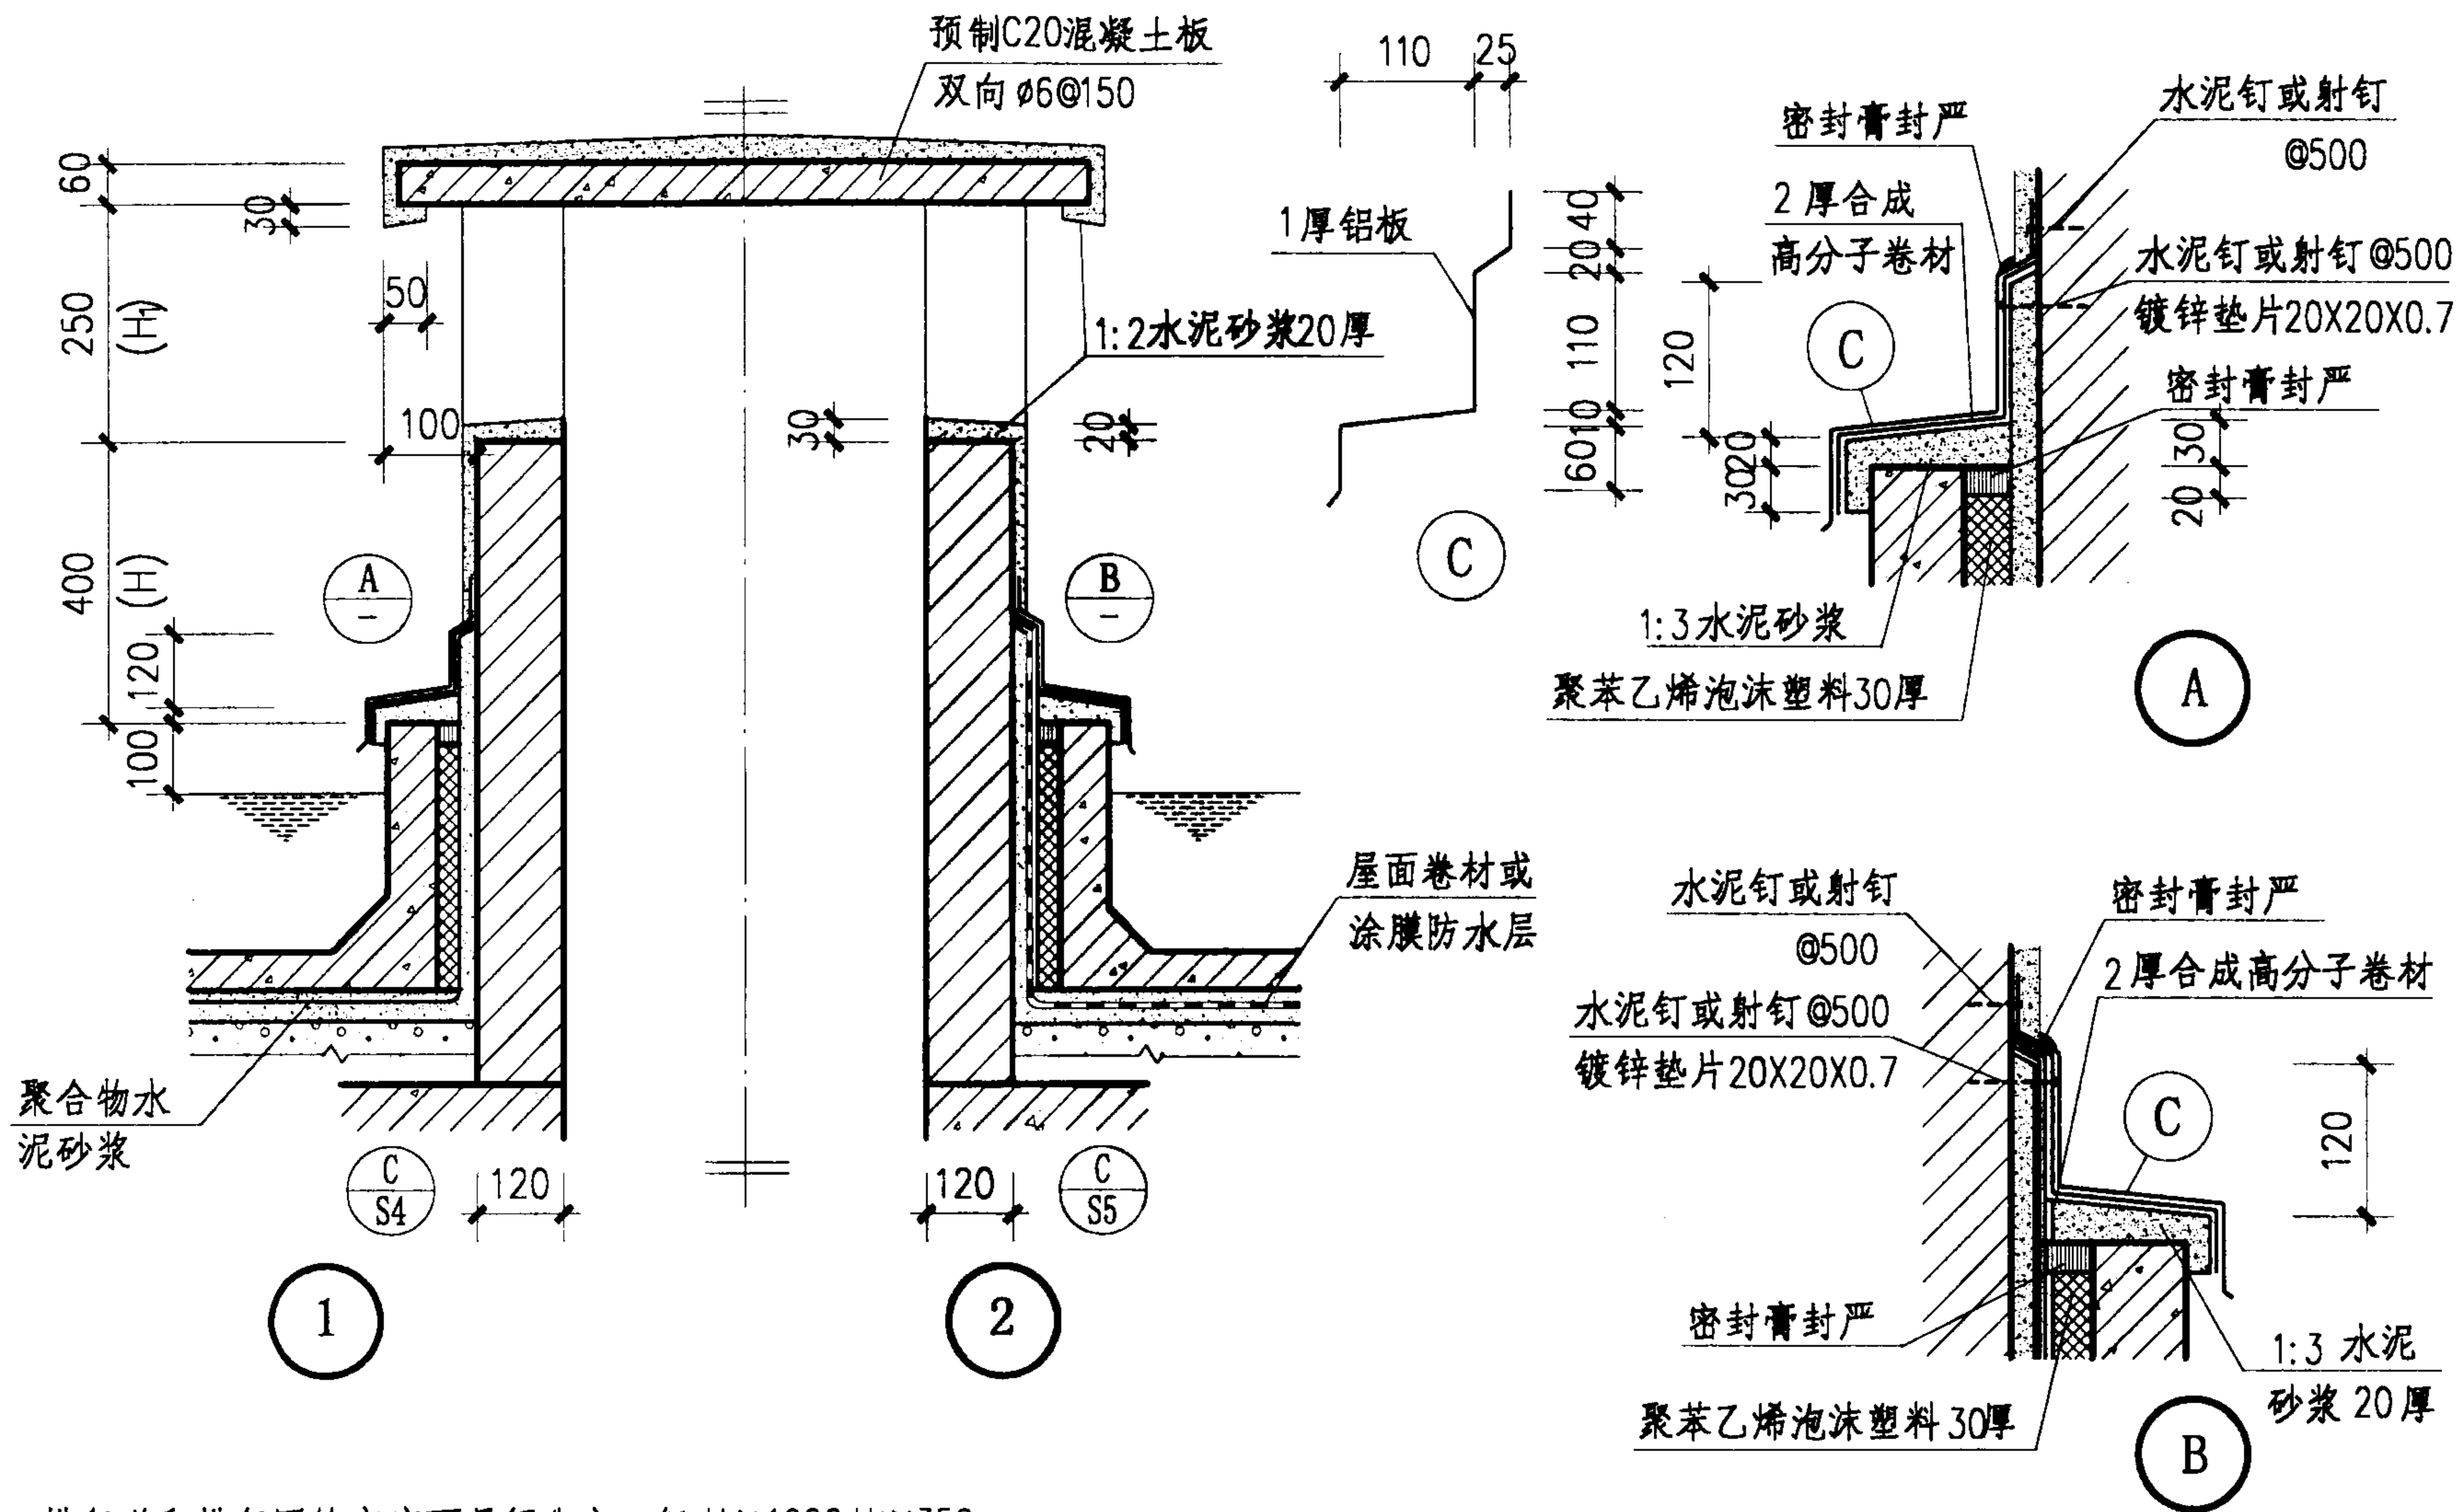 预制C20混凝土板
双向ø6@150
60
30
250
(H1)
50
100
400
(H)
120
100
1:2水泥砂浆20厚
30
20
A
-
B
-
屋面卷材或
涂膜防水层
聚合物水
泥砂浆
C
S4
120
120
C
S5
1
2
110
25
1厚铝板
40
20
110
10
60
C
密封膏封严
水泥钉或射钉
@500
2厚合成
高分子卷材
水泥钉或射钉@500
镀锌垫片20X20X0.7
密封膏封严
C
120
20
30
30
20
1:3水泥砂浆
聚苯乙烯泡沫塑料30厚
A
水泥钉或射钉
@500
密封膏封严
2厚合成高分子卷材
水泥钉或射钉@500
镀锌垫片20X20X0.7
C
120
密封膏封严
1:3 水泥
砂浆 20厚
聚苯乙烯泡沫塑料30厚
B